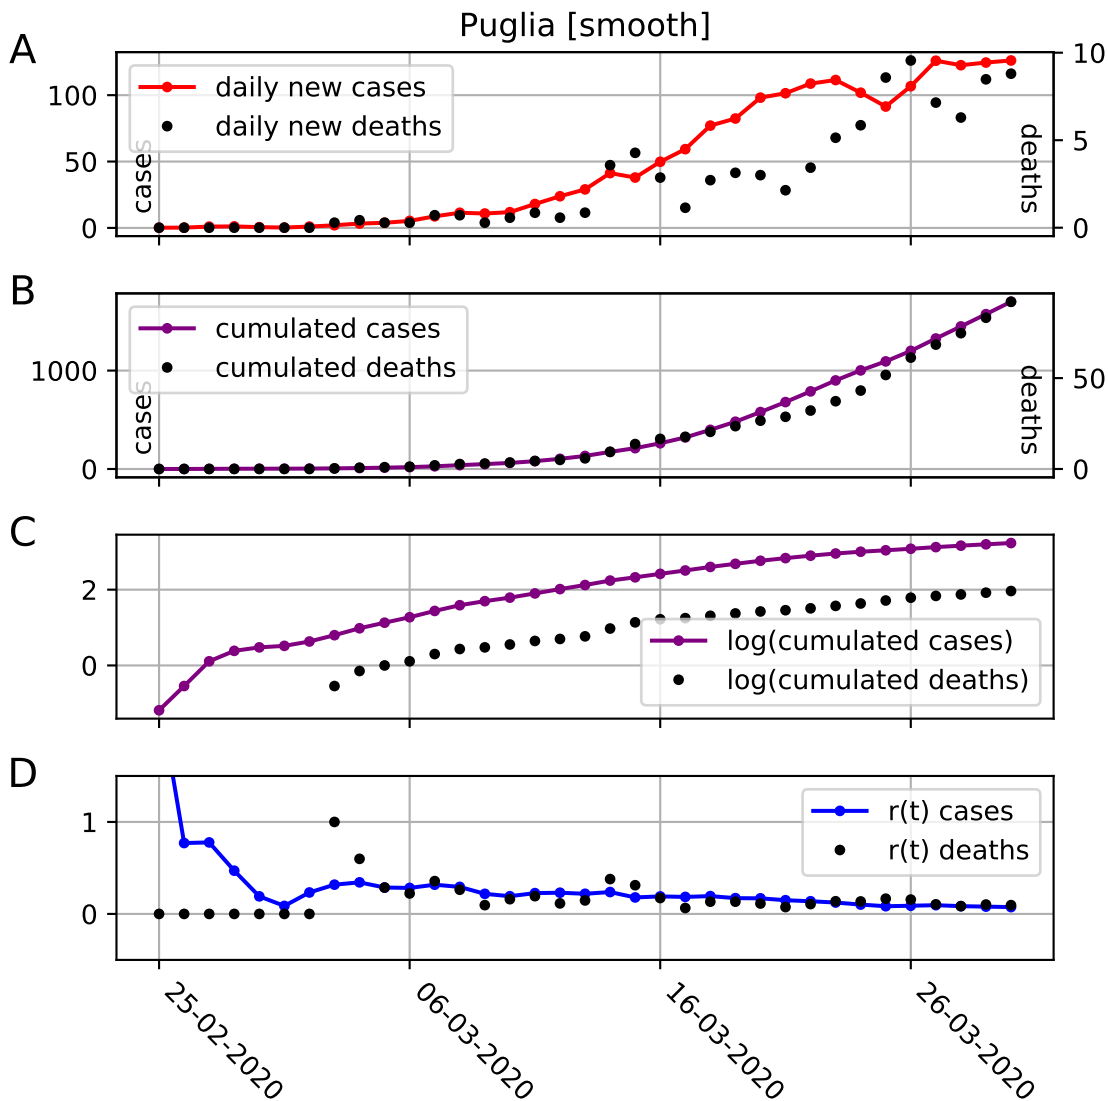 Puglia [smooth]
A
daily new cases
daily new deaths
100
50
0
cases
10
5
0
deaths
B
cumulated cases
cumulated deaths
1000
0
cases
50
0
deaths
C
2
0
log(cumulated cases)
log(cumulated deaths)
D
1
0
r(t) cases
r(t) deaths
25-02-2020
06-03-2020
16-03-2020
26-03-2020